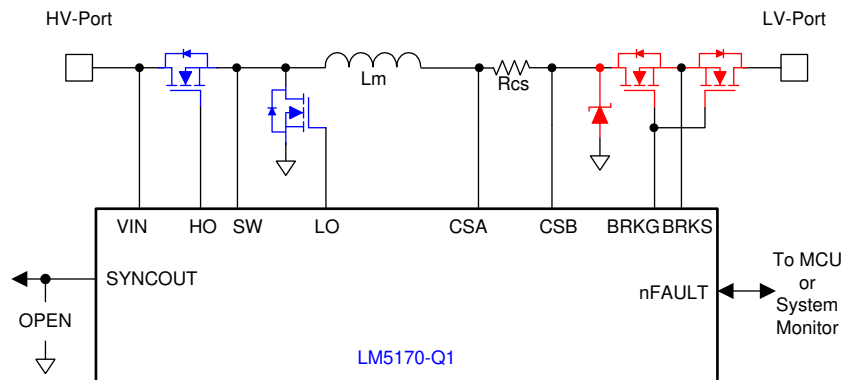 HV-Port
LV-Port
Lm
Rcs
VIN
HO
SW
LO
CSA
CSB
BRKG
BRKS
SYNCOUT
nFAULT
To MCU
or
System
Monitor
OPEN
LM5170-Q1